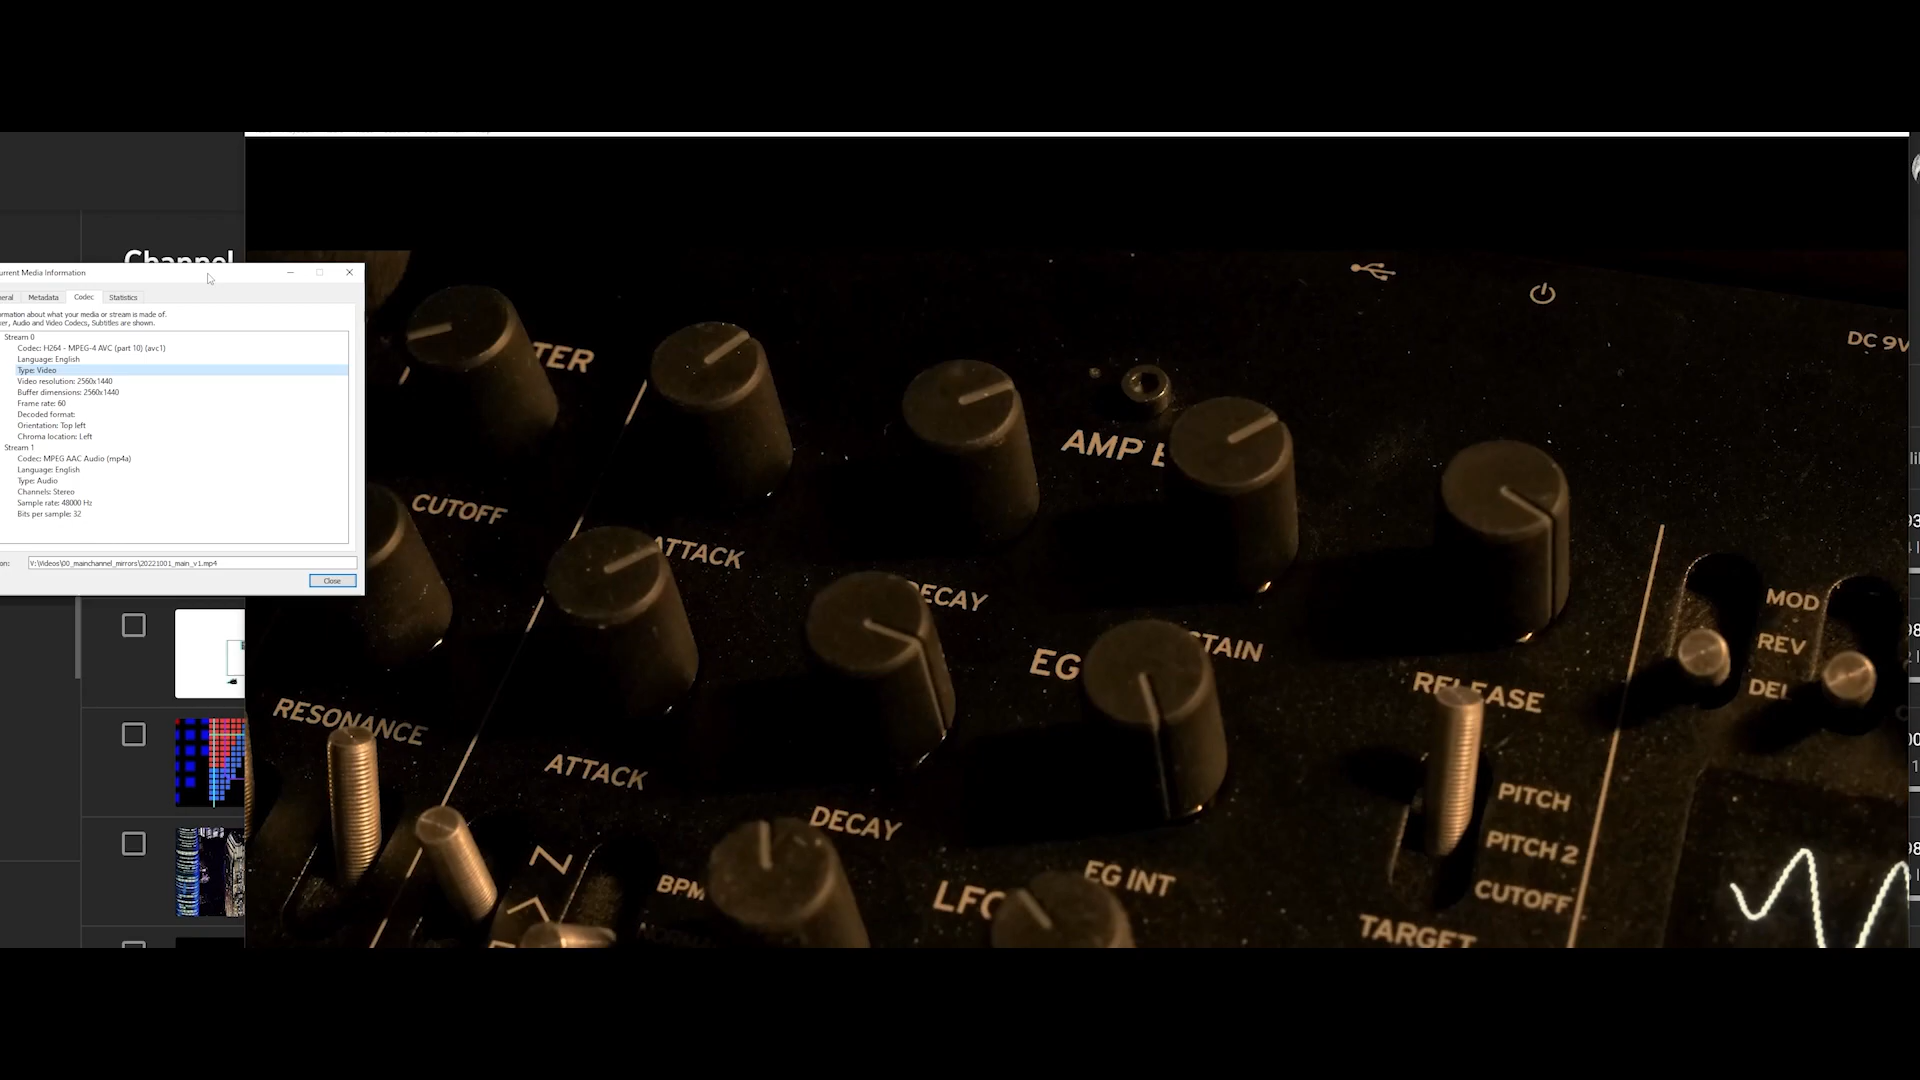 Channel
urrent Media Information
eral
Metadata
Codec
Statistics
rmation about what your media or stream is made of.
er, Audio and Video Codecs, Subtitles are shown.
Stream 0
Codec: H264 - MPEG-4 AVC (part 10) (avc1)
Language: English
Type: Video
Video resolution: 2560x1440
Buffer dimensions: 2560x1440
Frame rate: 60
Decoded format:
Orientation: Top left
Chroma location: Left
Stream 1
Codec: MPEG AAC Audio (mp4a)
Language: English
Type: Audio
Channels: Stereo
Sample rate: 48000 Hz
Bits per sample: 32
on:
V:\Videos\00_mainchannel_mirrors\20221001_main_v1.mp4
Close
DC 9V
TER
AMP E
CUTOFF
ATTACK
DECAY
TAIN
RELEASE
MOD
REV
DEL
EG
RESONANCE
ATTACK
DECAY
EG INT
PITCH
PITCH 2
CUTOFF
TARGET
BPM
LFO